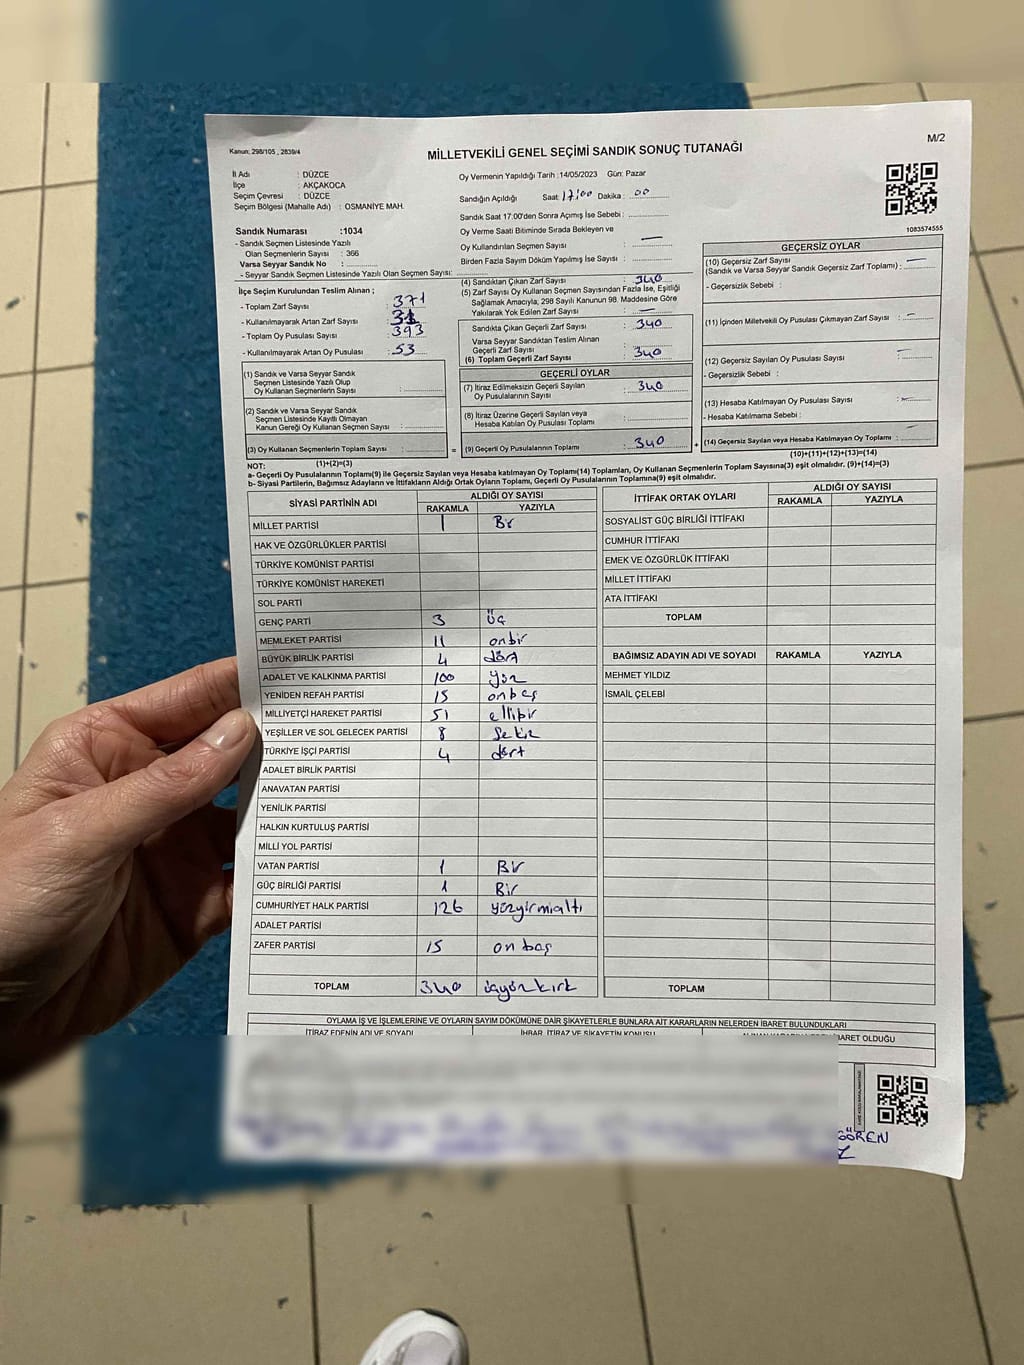 Kanun: 298/105 , 2839/4
MİLLETVEKİLİ GENEL SEÇİMİ SANDIK SONUÇ TUTANAĞI
M/2
İl Adı : DÜZCE
İlçe : AKÇAKOCA
Seçim Çevresi : DÜZCE
Seçim Bölgesi (Mahalle Adı) : OSMANİYE MAH.
Oy Vermenin Yapıldığı Tarih :14/05/2023 Gün: Pazar
Sandığın Açıldığı Saat: 17:00 Dakika : 00
Sandık Saat 17:00'den Sonra Açımış İse Sebebi :
Oy Verme Saati Bitiminde Sırada Bekleyen ve
Oy Kullandırılan Seçmen Sayısı : —
Birden Fazla Sayım Döküm Yapılmış İse Sayısı :
1083574555
Sandık Numarası :1034
- Sandık Seçmen Listesinde Yazılı
Olan Seçmenlerin Sayısı : 366
Varsa Seyyar Sandık No :
- Seyyar Sandık Seçmen Listesinde Yazılı Olan Seçmen Sayısı:
İlçe Seçim Kurulundan Teslim Alınan ;
- Toplam Zarf Sayısı : 371
- Kullanılmayarak Artan Zarf Sayısı : 31
- Toplam Oy Pusulası Sayısı : 393
- Kullanılmayarak Artan Oy Pusulası : 53
(1) Sandık ve Varsa Seyyar Sandık
Seçmen Listesinde Yazılı Olup
Oy Kullanan Seçmenlerin Sayısı :
(2) Sandık ve Varsa Seyyar Sandık
Seçmen Listesinde Kayıtlı Olmayan
Kanun Gereği Oy Kullanan Seçmen Sayısı :
(3) Oy Kullanan Seçmenlerin Toplam Sayısı :
(1)+(2)=(3)
(4) Sandıktan Çıkan Zarf Sayısı : 340
(5) Zarf Sayısı Oy Kullanan Seçmen Sayısından Fazla İse, Eşitliği
Sağlamak Amacıyla, 298 Sayılı Kanunun 98. Maddesine Göre
Yakılarak Yok Edilen Zarf Sayısı : —
Sandıkta Çıkan Geçerli Zarf Sayısı : 340
Varsa Seyyar Sandıktan Teslim Alınan
Geçerli Zarf Sayısı :
(6) Toplam Geçerli Zarf Sayısı : 340
GEÇERLİ OYLAR
(7) İtiraz Edilmeksizin Geçerli Sayılan
Oy Pusulalarının Sayısı : 340
(8) İtiraz Üzerine Geçerli Sayılan veya
Hesaba Katılan Oy Pusulası Toplamı :
= (9) Geçerli Oy Pusulalarının Toplamı : 340 +
GEÇERSİZ OYLAR
(10) Geçersiz Zarf Sayısı
(Sandık ve Varsa Seyyar Sandık Geçersiz Zarf Toplamı) : —
- Geçersizlik Sebebi :
(11) İçinden Milletvekili Oy Pusulası Çıkmayan Zarf Sayısı : —
(12) Geçersiz Sayılan Oy Pusulası Sayısı : —
- Geçersizlik Sebebi :
(13) Hesaba Katılmayan Oy Pusulası Sayısı : —
- Hesaba Katılmama Sebebi :
(14) Geçersiz Sayılan veya Hesaba Katılmayan Oy Toplamı : —
(10)+(11)+(12)+(13)=(14)
NOT:
a- Geçerli Oy Pusulalarının Toplamı(9) ile Geçersiz Sayılan veya Hesaba katılmayan Oy Toplamı(14) Toplamları, Oy Kullanan Seçmenlerin Toplam Sayısına(3) eşit olmalıdır. (9)+(14)=(3)
b- Siyasi Partilerin, Bağımsız Adayların ve İttifakların Aldığı Ortak Oyların Toplamı, Geçerli Oy Pusulalarının Toplamına(9) eşit olmalıdır.
SİYASİ PARTİNİN ADI ALDIĞI OY SAYISI
RAKAMLA YAZIYLA
MİLLET PARTİSİ 1 Bir
HAK VE ÖZGÜRLÜKLER PARTİSİ
TÜRKİYE KOMÜNİST PARTİSİ
TÜRKİYE KOMÜNİST HAREKETİ
SOL PARTİ
GENÇ PARTİ 3 üç
MEMLEKET PARTİSİ 11 onbir
BÜYÜK BİRLİK PARTİSİ 4 dört
ADALET VE KALKINMA PARTİSİ 100 yüz
YENİDEN REFAH PARTİSİ 15 onbeş
MİLLİYETÇİ HAREKET PARTİSİ 51 ellibir
YEŞİLLER VE SOL GELECEK PARTİSİ 8 Sekiz
TÜRKİYE İŞÇİ PARTİSİ 4 dört
ADALET BİRLİK PARTİSİ
ANAVATAN PARTİSİ
YENİLİK PARTİSİ
HALKIN KURTULUŞ PARTİSİ
MİLLİ YOL PARTİSİ
VATAN PARTİSİ 1 Bir
GÜÇ BİRLİĞİ PARTİSİ 1 Bir
CUMHURİYET HALK PARTİSİ 126 yüzyirmialtı
ADALET PARTİSİ
ZAFER PARTİSİ 15 onbeş
TOPLAM 340 üçyüzkırk
İTTİFAK ORTAK OYLARI ALDIĞI OY SAYISI
RAKAMLA YAZIYLA
SOSYALİST GÜÇ BİRLİĞİ İTTİFAKI
CUMHUR İTTİFAKI
EMEK VE ÖZGÜRLÜK İTTİFAKI
MİLLET İTTİFAKI
ATA İTTİFAKI
TOPLAM
BAĞIMSIZ ADAYIN ADI VE SOYADI RAKAMLA YAZIYLA
MEHMET YILDIZ
İSMAİL ÇELEBİ
TOPLAM
OYLAMA İŞ VE İŞLEMLERİNE VE OYLARIN SAYIM DÖKÜMÜNE DAİR ŞİKAYETLERLE BUNLARA AİT KARARLARIN NELERDEN İBARET BULUNDUKLARI
İTİRAZ EDENİN ADI VE SOYADI İHBAR, İTİRAZ VE ŞİKAYETİN KONUSU İBARET OLDUĞU
GÖREN